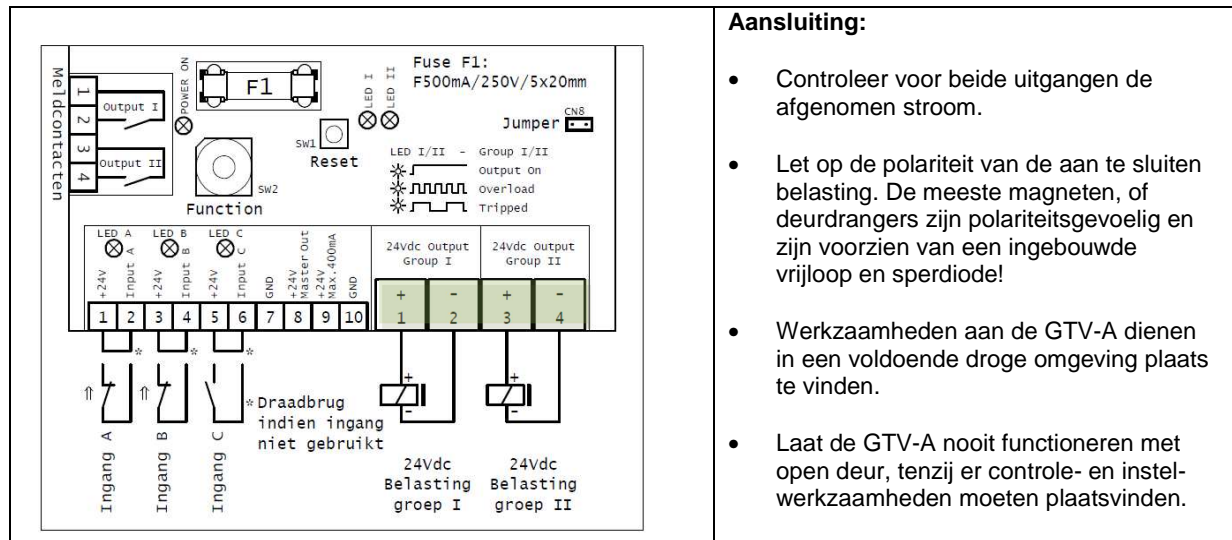 Meldcontacten
1
2
3
4
Output I
Output II
POWER ON
F1
LED I
LED II
Fuse F1:
F500mA/250V/5x20mm
CN8
Jumper
SW1
Reset
SW2
Function
LED I/II - Group I/II
Output On
Overload
Tripped
LED A LED B LED C
+24V
Input A
+24V
Input B
+24V
Input C
GND
+24V
Master Out
+24V
Max.400mA
GND
24Vdc Output
Group I
24Vdc Output
Group II
+ - + -
1 2 3 4 5 6 7 8 9 10 1 2 3 4
* * *
⇑ ⇑
+ +
- -
* Draadbrug
indien ingang
niet gebruikt
Ingang A
Ingang B
Ingang C
24Vdc
Belasting
groep I
24Vdc
Belasting
groep II
Aansluiting:
• Controleer voor beide uitgangen de
afgenomen stroom.
• Let op de polariteit van de aan te sluiten
belasting. De meeste magneten, of
deurdrangers zijn polariteitsgevoelig en
zijn voorzien van een ingebouwde
vrijloop en sperdiode!
• Werkzaamheden aan de GTV-A dienen
in een voldoende droge omgeving plaats
te vinden.
• Laat de GTV-A nooit functioneren met
open deur, tenzij er controle- en instel-
werkzaamheden moeten plaatsvinden.